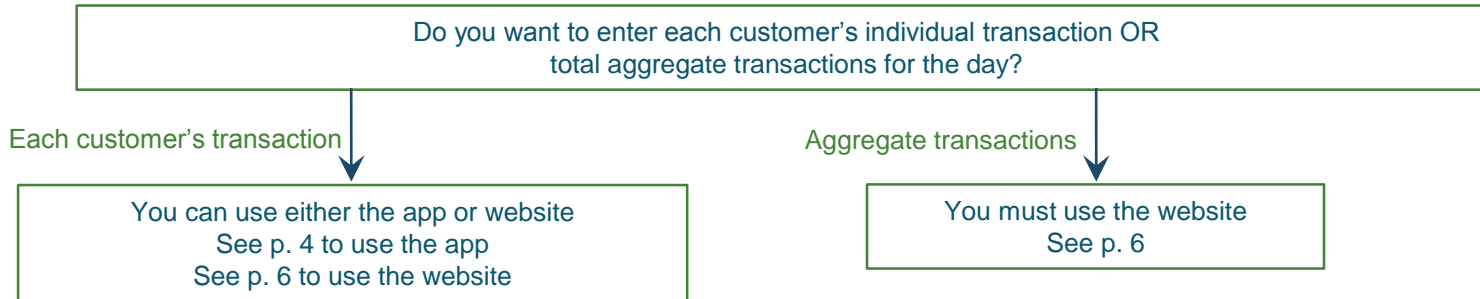 Do you want to enter each customer’s individual transaction OR
total aggregate transactions for the day?
Each customer’s transaction
Aggregate transactions
You can use either the app or website
See p. 4 to use the app
See p. 6 to use the website
You must use the website
See p. 6